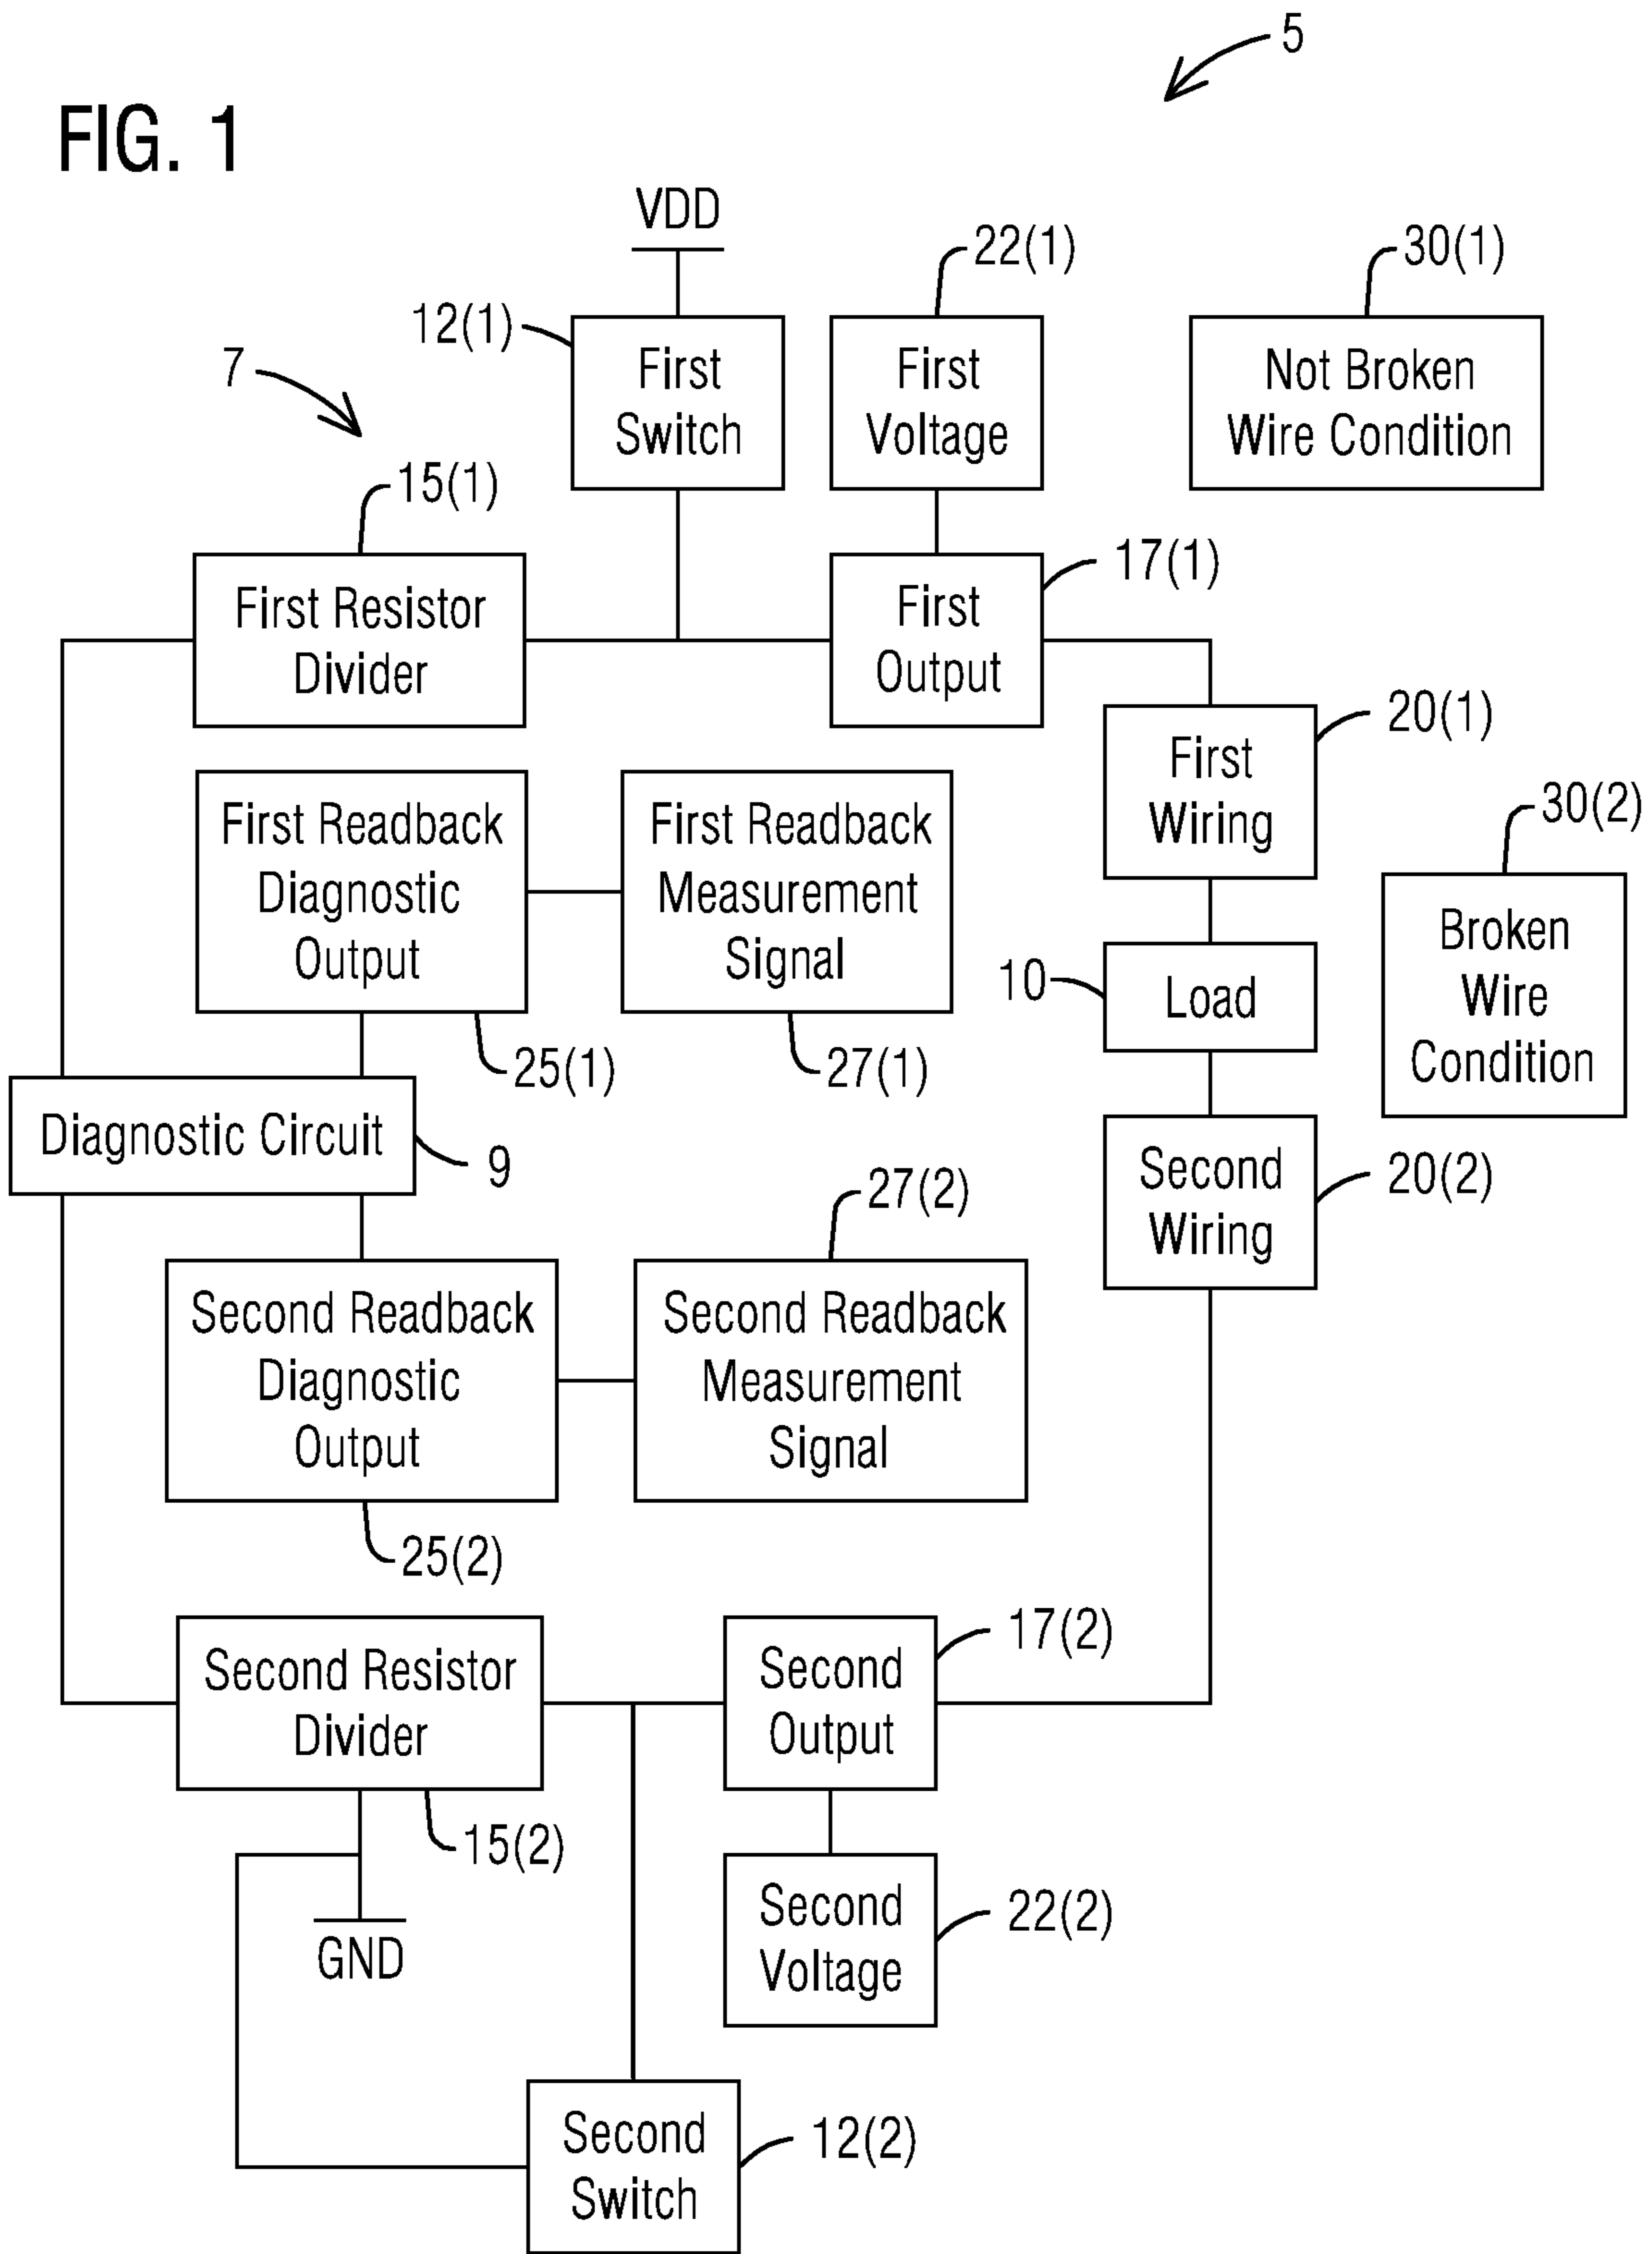 5
FIG. 1
VDD
22(1)
30(1)
12(1)
7
First
Switch
First
Voltage
Not Broken
Wire Condition
15(1)
17(1)
First Resistor
Divider
First
Output
20(1)
First
Wiring
First Readback
Diagnostic
Output
First Readback
Measurement
Signal
30(2)
Broken
Wire
Condition
10
Load
25(1)
27(1)
Diagnostic Circuit
9
Second
Wiring
20(2)
27(2)
Second Readback
Diagnostic
Output
Second Readback
Measurement
Signal
25(2)
17(2)
Second Resistor
Divider
Second
Output
15(2)
GND
Second
Voltage
22(2)
Second
Switch
12(2)